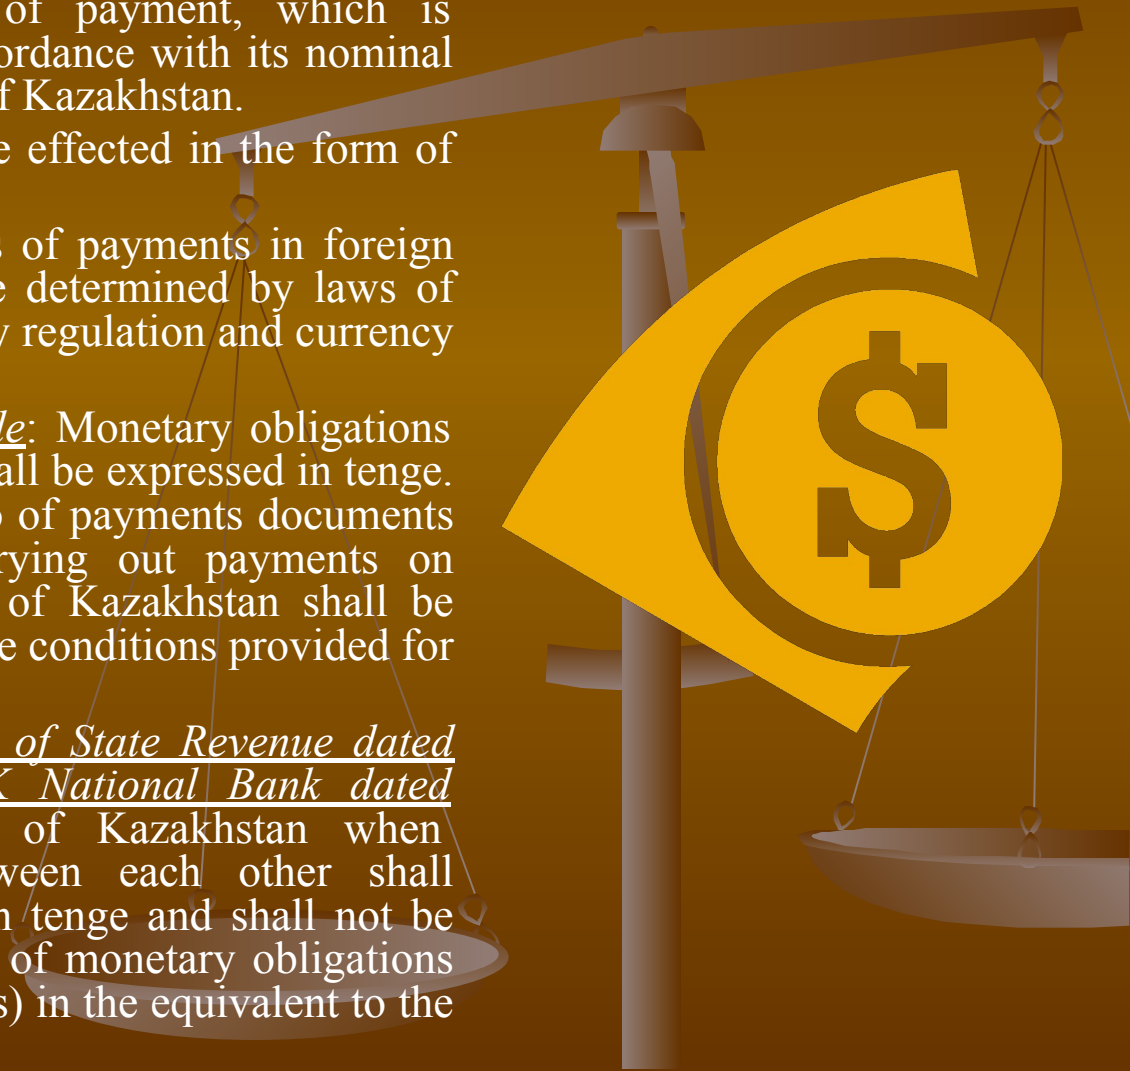 of payment, which is
ordance with its nominal
f Kazakhstan.
e effected in the form of
s of payments in foreign
e determined by laws of
y regulation and currency
le: Monetary obligations
all be expressed in tenge.
o of payments documents
rying out payments on
of Kazakhstan shall be
e conditions provided for
of State Revenue dated
K National Bank dated
of Kazakhstan when
ween each other shall
n tenge and shall not be
of monetary obligations
s) in the equivalent to the
$